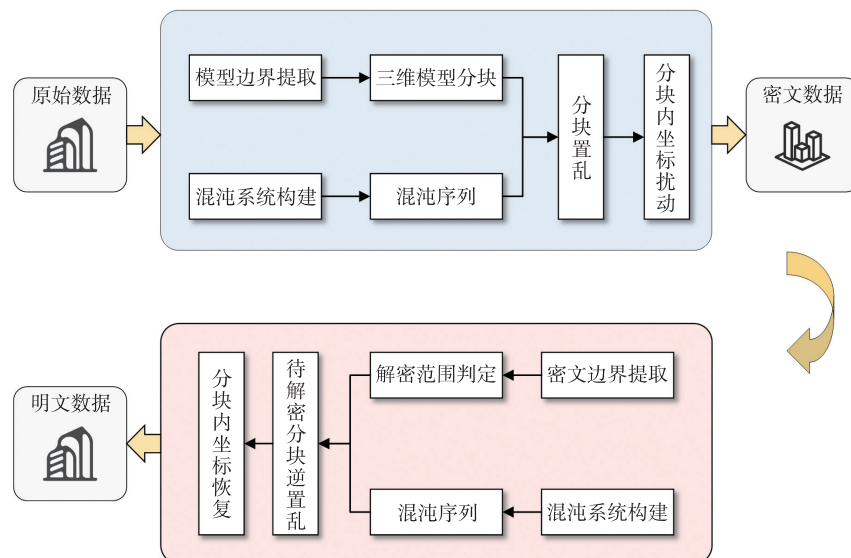 原始数据
模型边界提取
三维模型分块
混沌系统构建
混沌序列
分块置乱
分块内坐标扰动
密文数据
明文数据
分块内坐标恢复
待解密分块逆置乱
解密范围判定
密文边界提取
混沌序列
混沌系统构建